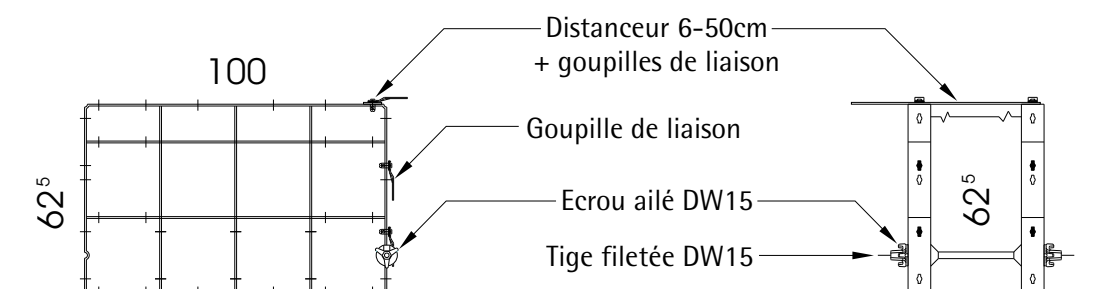 Distanceur 6-50cm
+ goupilles de liaison
100
Goupille de liaison
62⁵
62⁵
Ecrou ailé DW15
Tige filetée DW15